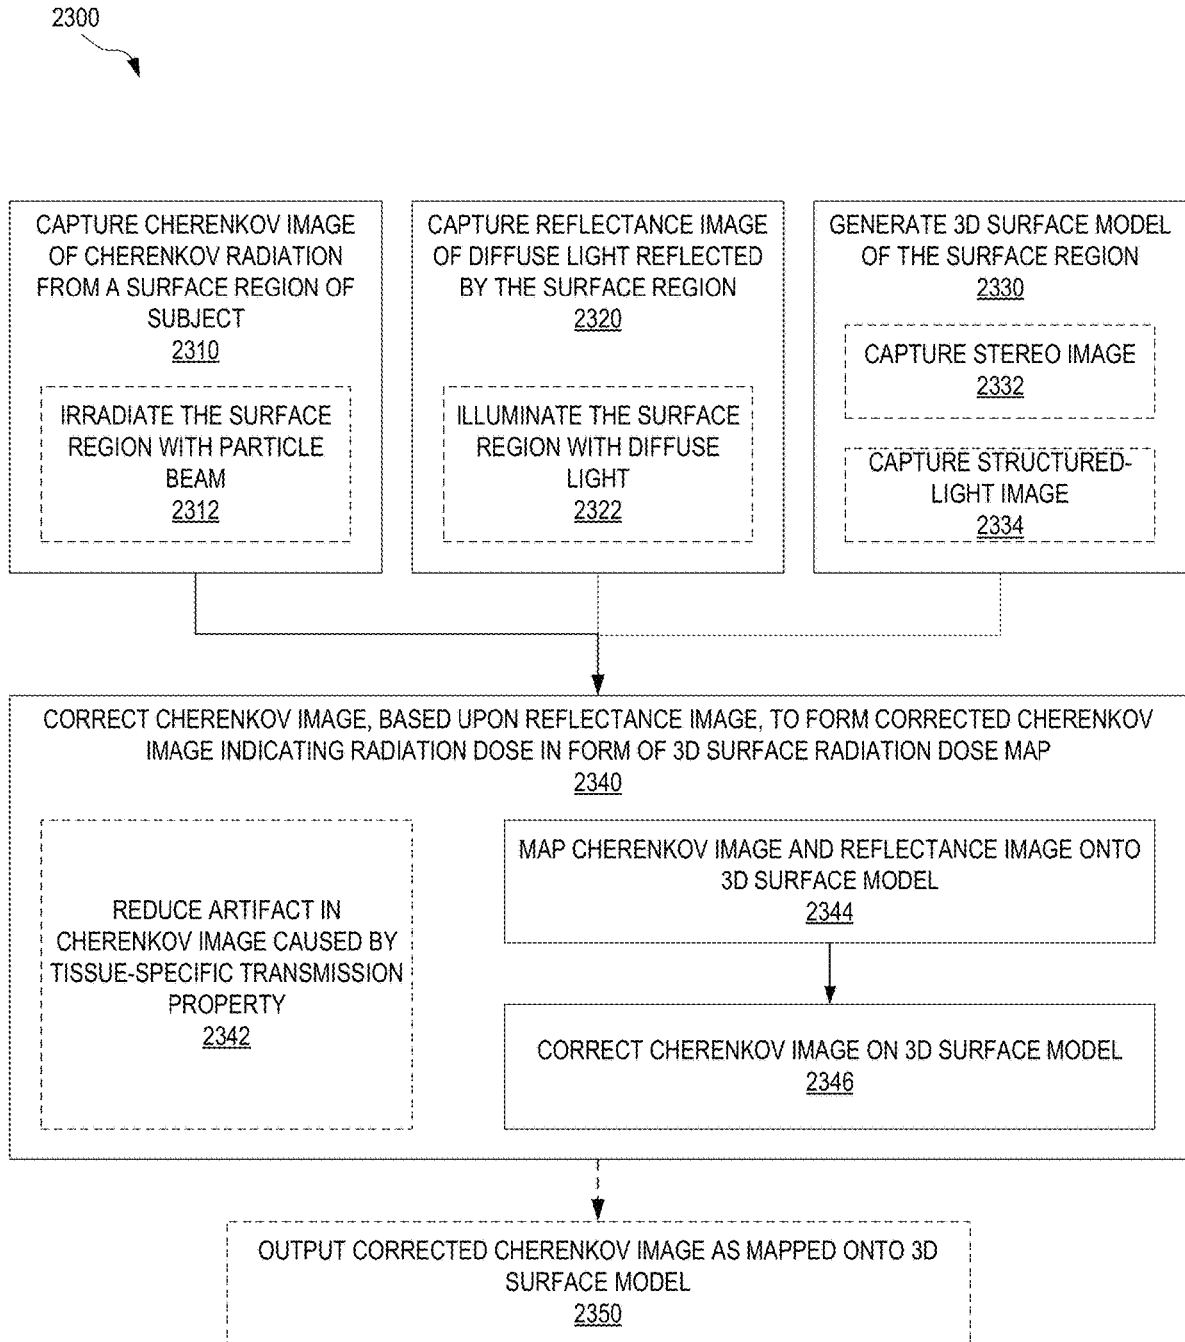 2300
CAPTURE CHERENKOV IMAGE
OF CHERENKOV RADIATION
FROM A SURFACE REGION OF
SUBJECT
2310
IRRADIATE THE SURFACE
REGION WITH PARTICLE
BEAM
2312
CAPTURE REFLECTANCE IMAGE
OF DIFFUSE LIGHT REFLECTED
BY THE SURFACE REGION
2320
ILLUMINATE THE SURFACE
REGION WITH DIFFUSE
LIGHT
2322
GENERATE 3D SURFACE MODEL
OF THE SURFACE REGION
2330
CAPTURE STEREO IMAGE
2332
CAPTURE STRUCTURED-
LIGHT IMAGE
2334
CORRECT CHERENKOV IMAGE, BASED UPON REFLECTANCE IMAGE, TO FORM CORRECTED CHERENKOV
IMAGE INDICATING RADIATION DOSE IN FORM OF 3D SURFACE RADIATION DOSE MAP
2340
REDUCE ARTIFACT IN
CHERENKOV IMAGE CAUSED BY
TISSUE-SPECIFIC TRANSMISSION
PROPERTY
2342
MAP CHERENKOV IMAGE AND REFLECTANCE IMAGE ONTO
3D SURFACE MODEL
2344
CORRECT CHERENKOV IMAGE ON 3D SURFACE MODEL
2346
OUTPUT CORRECTED CHERENKOV IMAGE AS MAPPED ONTO 3D
SURFACE MODEL
2350